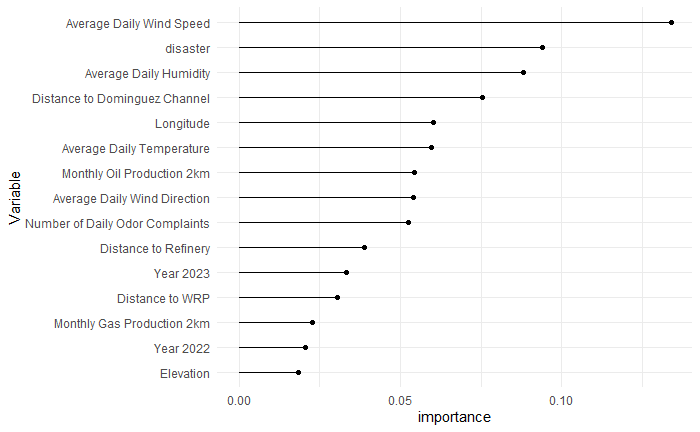 Average Daily Wind Speed
disaster
Average Daily Humidity
Distance to Dominguez Channel
Longitude
Average Daily Temperature
Monthly Oil Production 2km
Average Daily Wind Direction
Number of Daily Odor Complaints
Distance to Refinery
Year 2023
Distance to WRP
Monthly Gas Production 2km
Year 2022
Elevation
Variable
0.00 0.05 0.10
importance